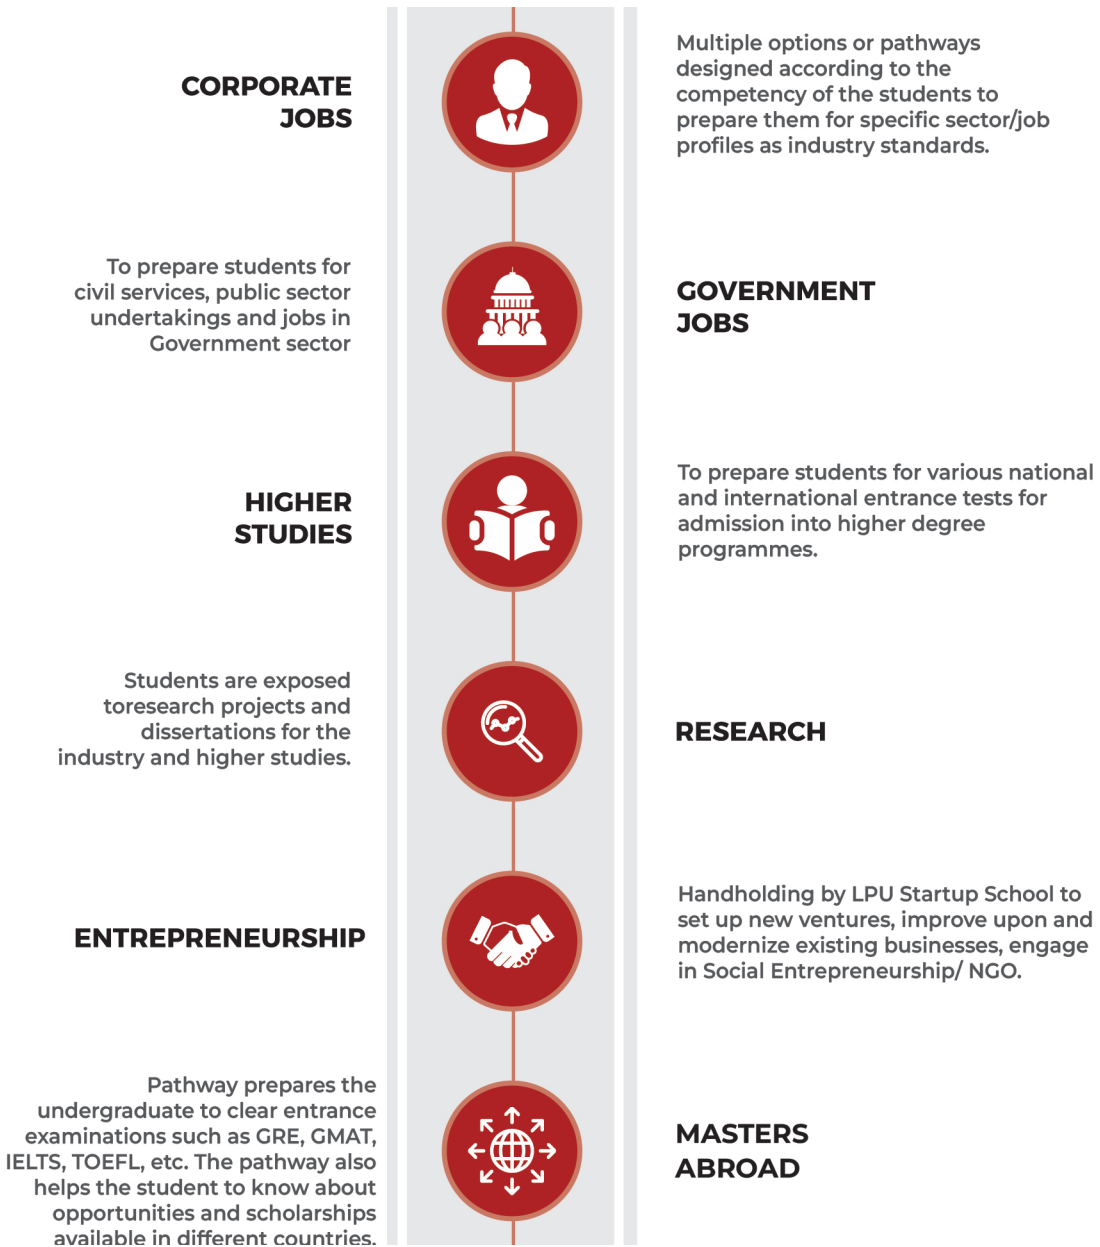 CORPORATE
JOBS
Multiple options or pathways
designed according to the
competency of the students to
prepare them for specific sector/job
profiles as industry standards.
To prepare students for
civil services, public sector
undertakings and jobs in
Government sector
GOVERNMENT
JOBS
HIGHER
STUDIES
To prepare students for various national
and international entrance tests for
admission into higher degree
programmes.
Students are exposed
toresearch projects and
dissertations for the
industry and higher studies.
RESEARCH
ENTREPRENEURSHIP
Handholding by LPU Startup School to
set up new ventures, improve upon and
modernize existing businesses, engage
in Social Entrepreneurship/ NGO.
Pathway prepares the
undergraduate to clear entrance
examinations such as GRE, GMAT,
IELTS, TOEFL, etc. The pathway also
helps the student to know about
opportunities and scholarships
available in different countries.
MASTERS
ABROAD